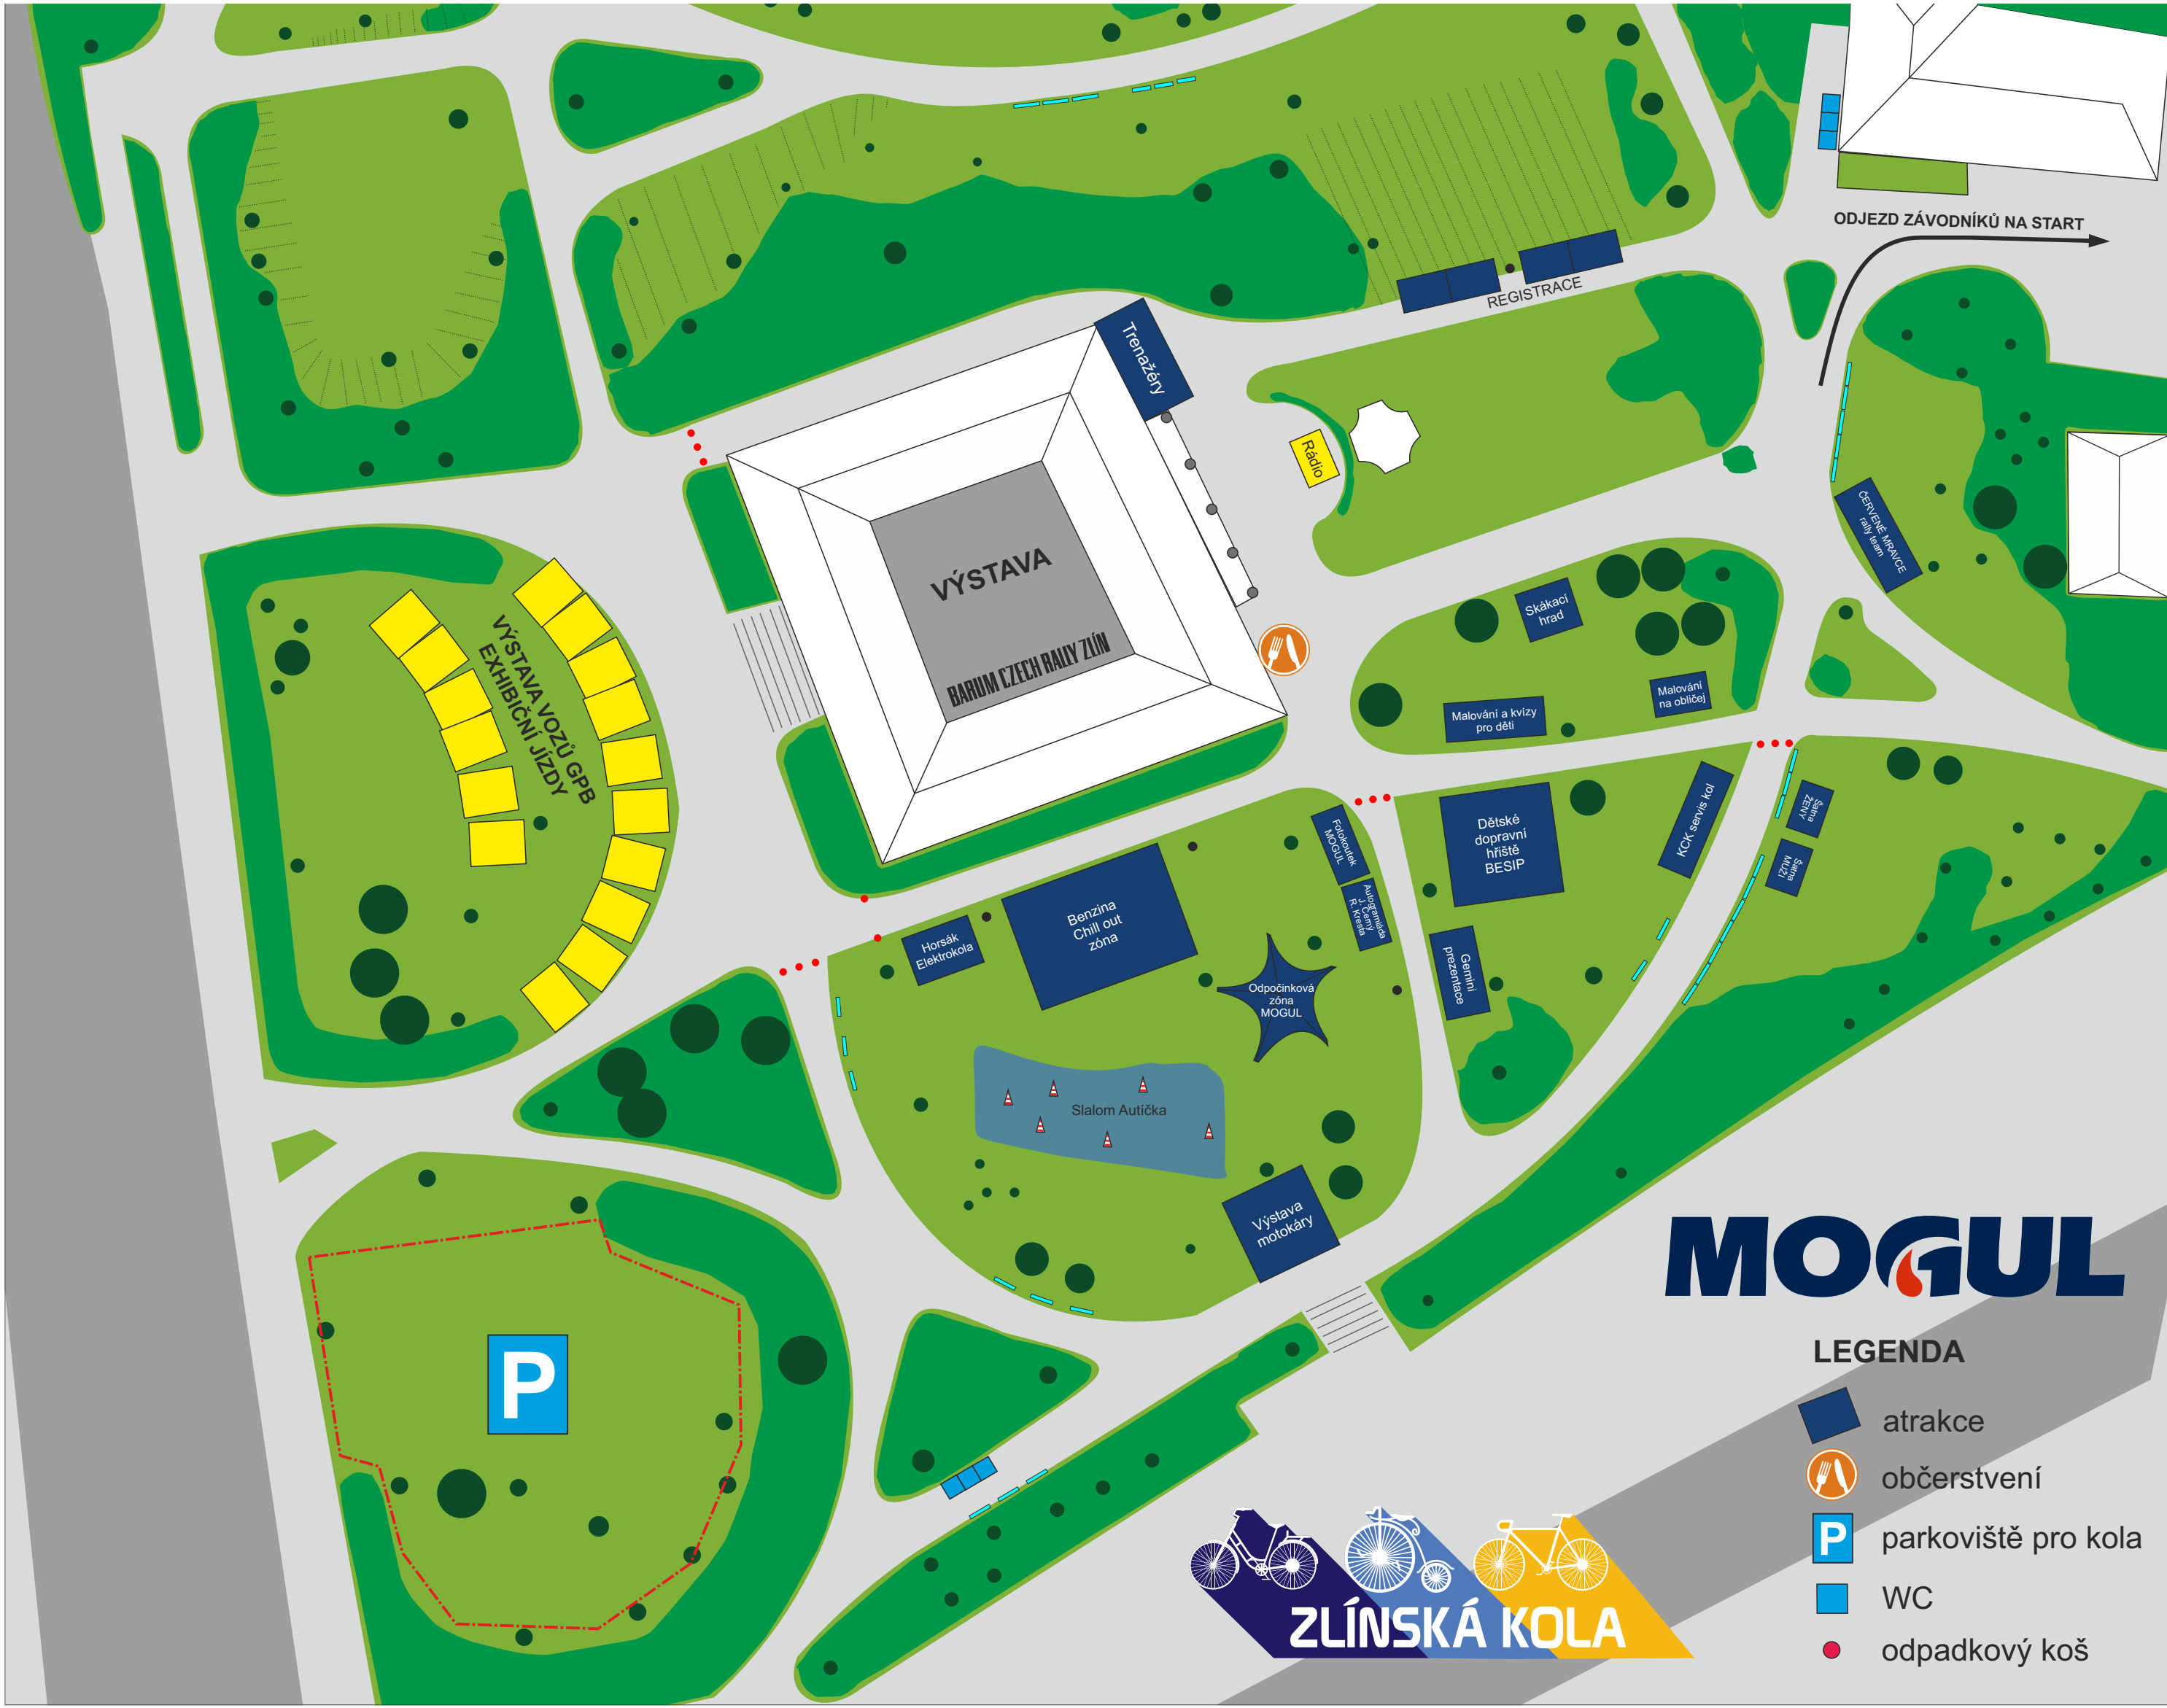 ODJEZD ZÁVODNÍKŮ NA START
REGISTRACE
Trenažéry
Rádio
ČERVENÉ MRAVCE
rally team
VÝSTAVA
BARUM CZECH RALLY ZLÍN
Skákací
hrad
Malování
na obličej
Malování a kvízy
pro děti
VÝSTAVA VOZŮ GPB
EXHIBIČNÍ JÍZDY
KCK servis kol
Šatna
ŽENY
Šatna
MUŽI
Dětské
dopravní
hřiště
BESIP
Fotokoutek
MOGUL
Autogramiáda
J. Černý
R. Kresta
Benzina
Chill out
zóna
Horsák
Elektrokola
Gemini
prezentace
Odpočinková
zóna
MOGUL
Slalom Autíčka
Výstava
motokáry
P
MOGUL
LEGENDA
atrakce
občerstvení
P parkoviště pro kola
WC
odpadkový koš
ZLÍNSKÁ KOLA